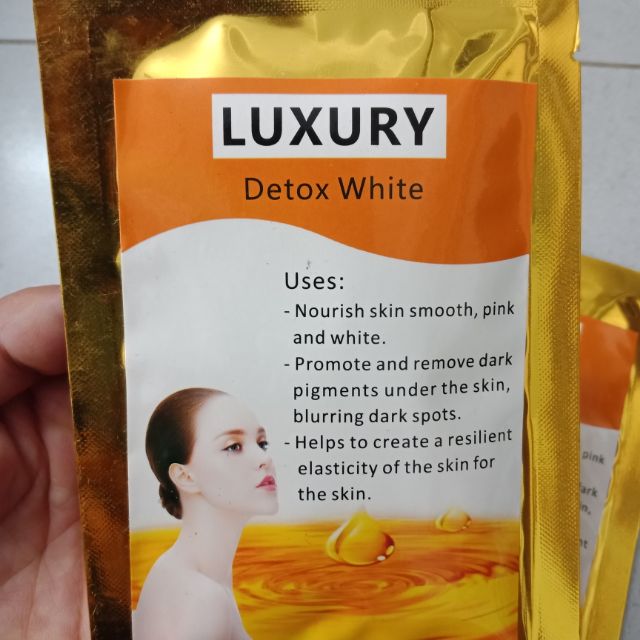 LUXURY
Detox White
Uses:
- Nourish skin smooth, pink
and white.
- Promote and remove dark
pigments under the skin,
blurring dark spots.
- Helps to create a resilient
elasticity of the skin for
the skin.
pink